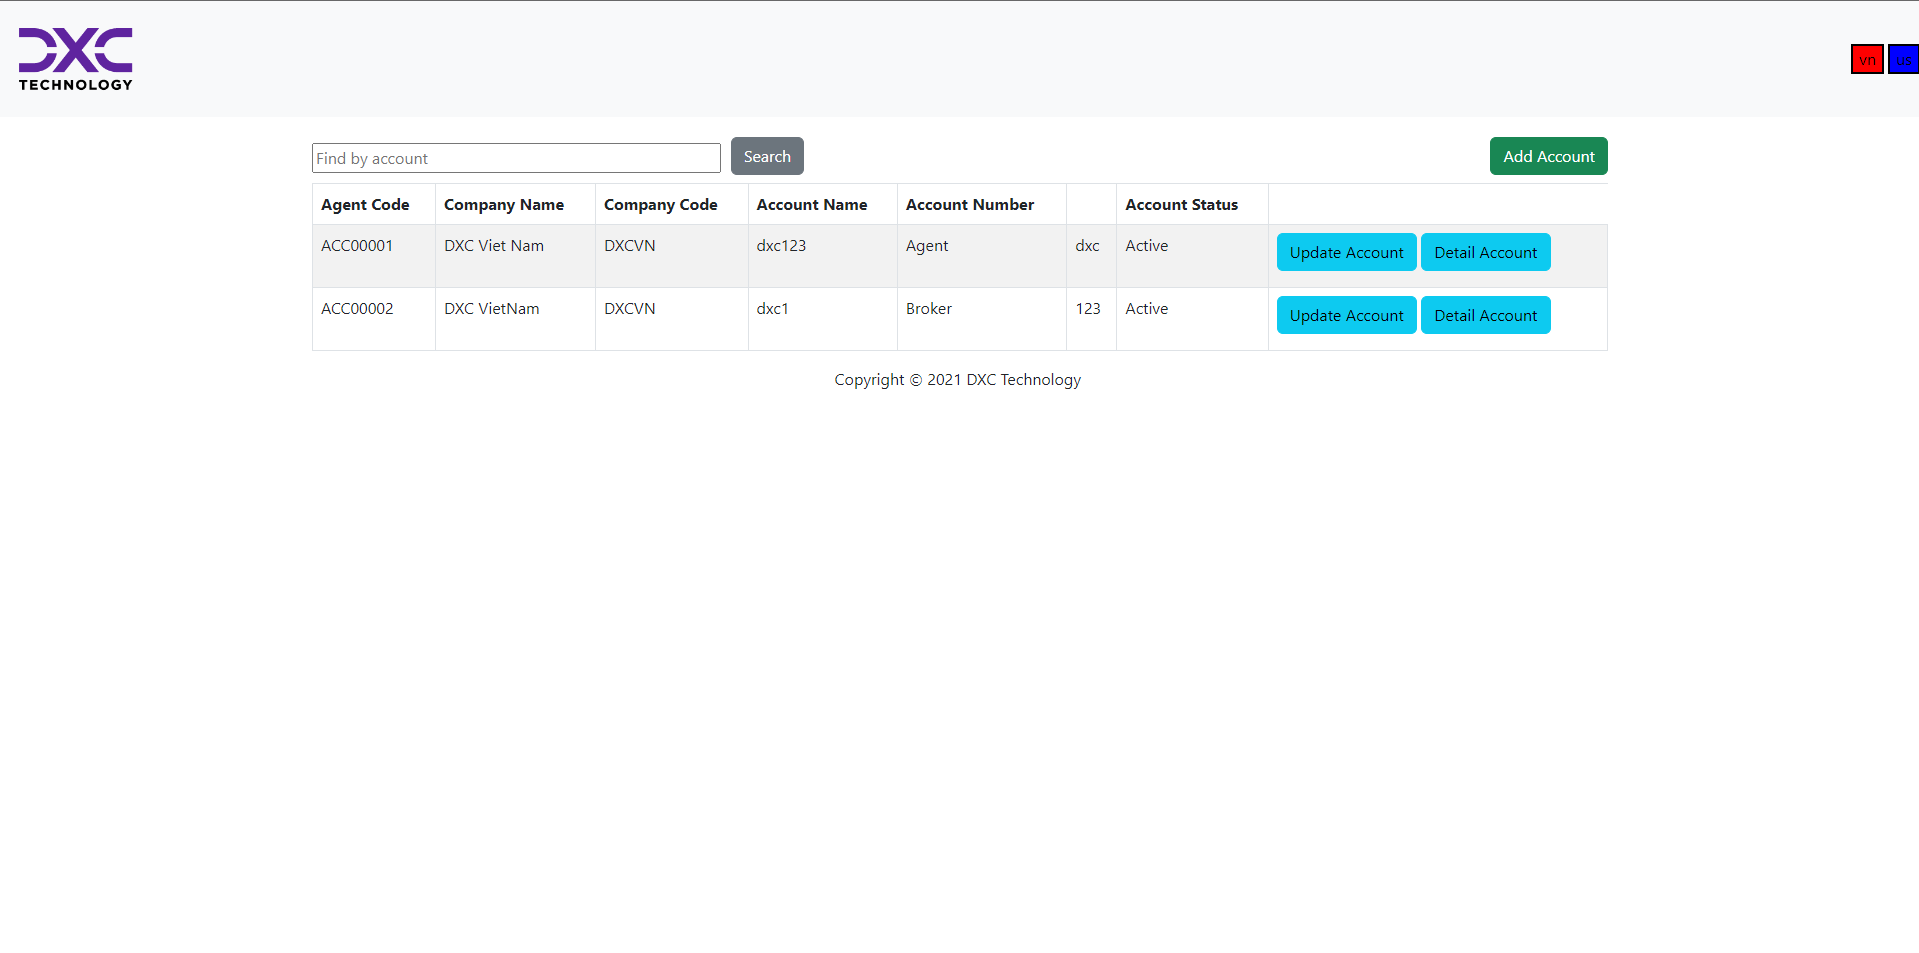 DXC
TECHNOLOGY
vn us
Find by account Search Add Account
Agent Code Company Name Company Code Account Name Account Number Account Status
ACC00001 DXC Viet Nam DXCVN dxc123 Agent dxc Active Update Account Detail Account
ACC00002 DXC VietNam DXCVN dxc1 Broker 123 Active Update Account Detail Account
Copyright © 2021 DXC Technology